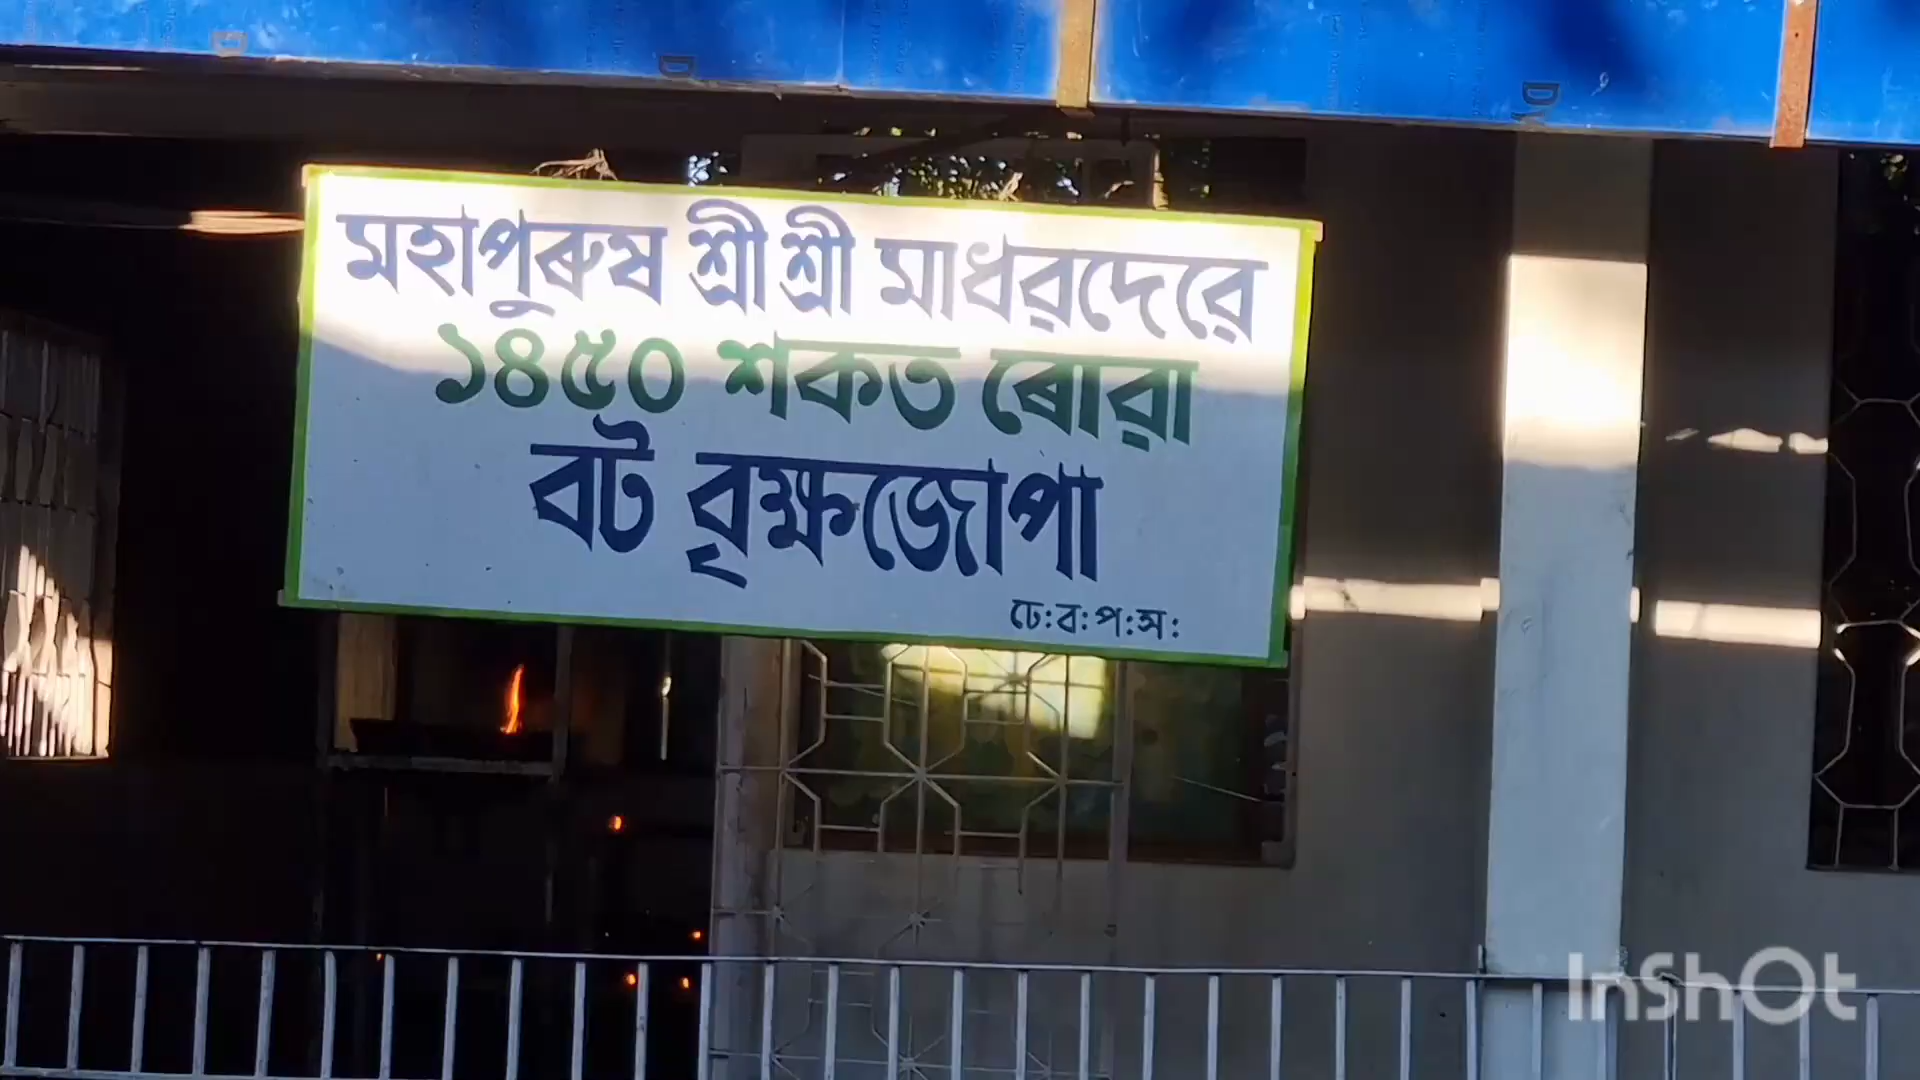 মহাপুৰুষ শ্ৰীশ্ৰী মাধৱদেৱে
১৪৫০ শকত ৰোৱা
বট বৃক্ষজোপা
ঢে:ব:প:স:
InShOt